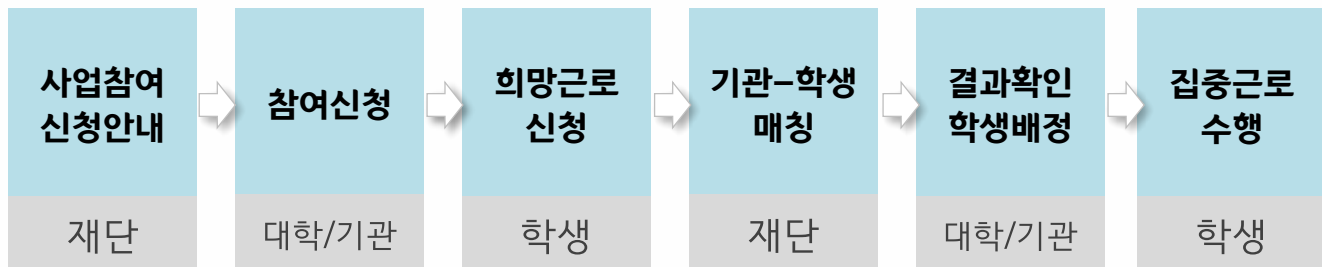 사업참여
신청안내
재단
참여신청
대학/기관
희망근로
신청
학생
기관-학생
매칭
재단
결과확인
학생배정
대학/기관
집중근로
수행
학생